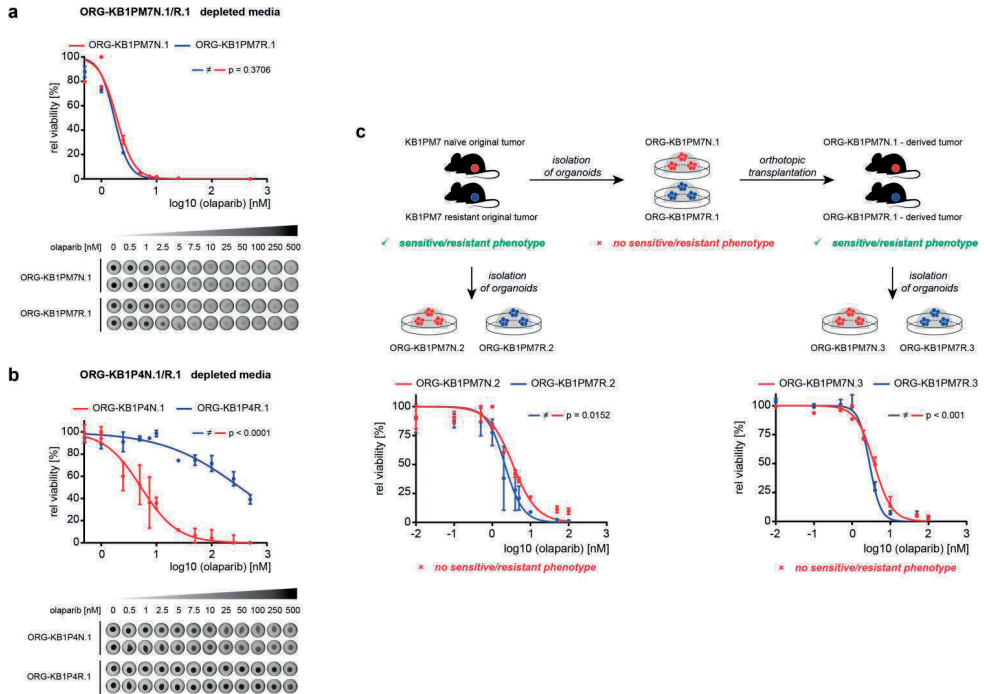 a
ORG-KB1PM7N.1/R.1 depleted media
ORG-KB1PM7N.1 ORG-KB1PM7R.1
≠ p = 0.3706
rel viability [%]
100
80
60
40
20
0
0 1 2 3
log10 (olaparib) [nM]
olaparib [nM] 0 0.5 1 2.5 5 7.5 10 25 50 100 250 500
ORG-KB1PM7N.1
ORG-KB1PM7R.1
b
ORG-KB1P4N.1/R.1 depleted media
ORG-KB1P4N.1 ORG-KB1P4R.1
≠ p < 0.0001
rel viability [%]
120
100
80
60
40
20
0
0 1 2 3
log10 (olaparib) [nM]
olaparib [nM] 0 0.5 1 2.5 5 7.5 10 25 50 100 250 500
ORG-KB1P4N.1
ORG-KB1P4R.1
c
KB1PM7 naïve original tumor
KB1PM7 resistant original tumor
✓ sensitive/resistant phenotype
isolation
of organoids
ORG-KB1PM7N.1
ORG-KB1PM7R.1
× no sensitive/resistant phenotype
orthotopic
transplantation
ORG-KB1PM7N.1 - derived tumor
ORG-KB1PM7R.1 - derived tumor
✓ sensitive/resistant phenotype
isolation
of organoids
ORG-KB1PM7N.2 ORG-KB1PM7R.2
isolation
of organoids
ORG-KB1PM7N.3 ORG-KB1PM7R.3
ORG-KB1PM7N.2 ORG-KB1PM7R.2
≠ p = 0.0152
rel viability [%]
125
100
75
50
25
0
-2 -1 0 1 2 3
log10 (olaparib) [nM]
× no sensitive/resistant phenotype
ORG-KB1PM7N.3 ORG-KB1PM7R.3
≠ p < 0.001
rel viability [%]
125
100
75
50
25
0
-2 -1 0 1 2 3
log10 (olaparib) [nM]
× no sensitive/resistant phenotype